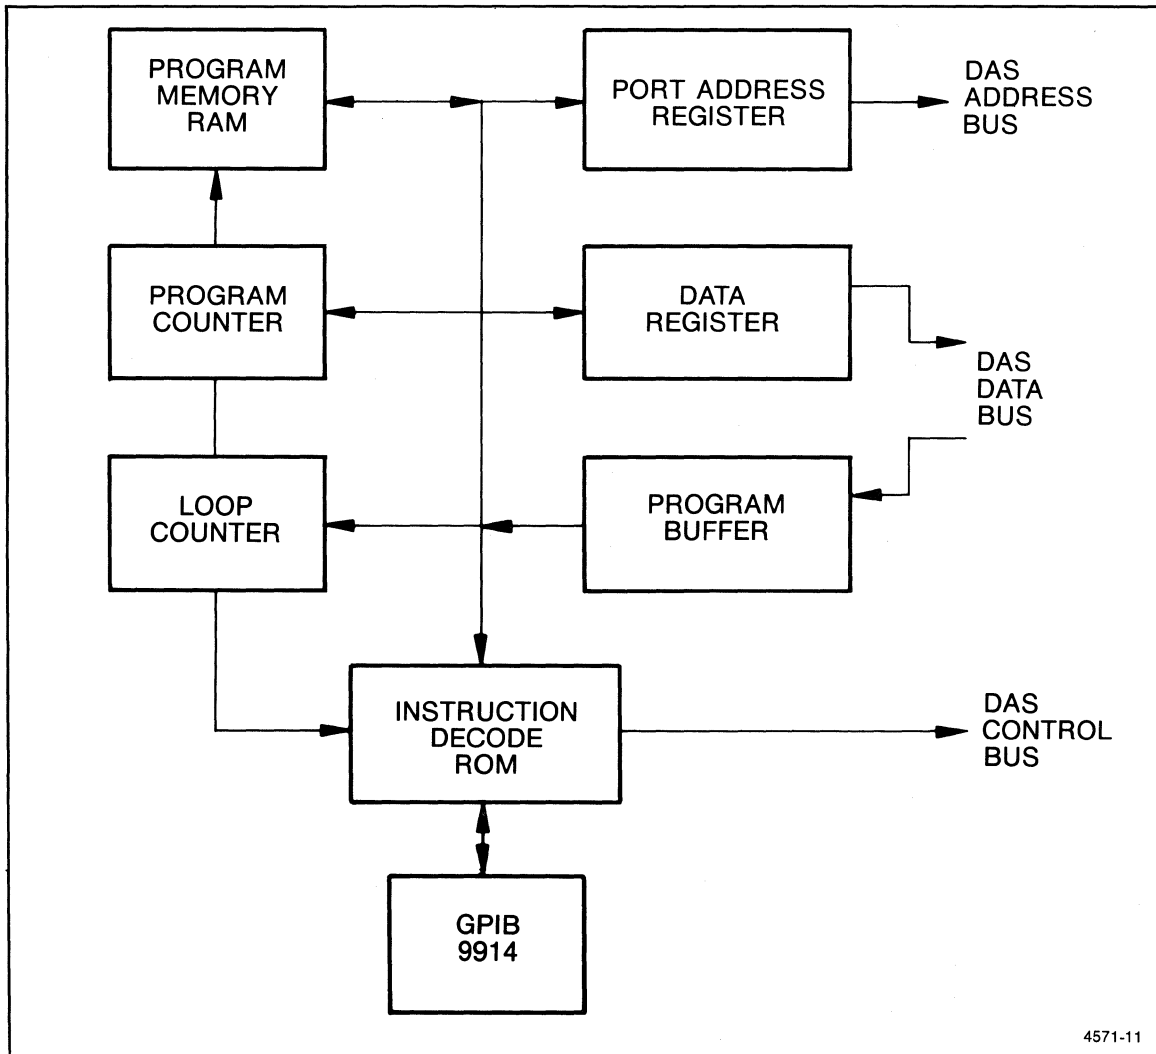 PROGRAM
MEMORY
RAM
PORT ADDRESS
REGISTER
DAS
ADDRESS
BUS
PROGRAM
COUNTER
DATA
REGISTER
DAS
DATA
BUS
LOOP
COUNTER
PROGRAM
BUFFER
INSTRUCTION
DECODE
ROM
DAS
CONTROL
BUS
GPIB
9914
4571-11